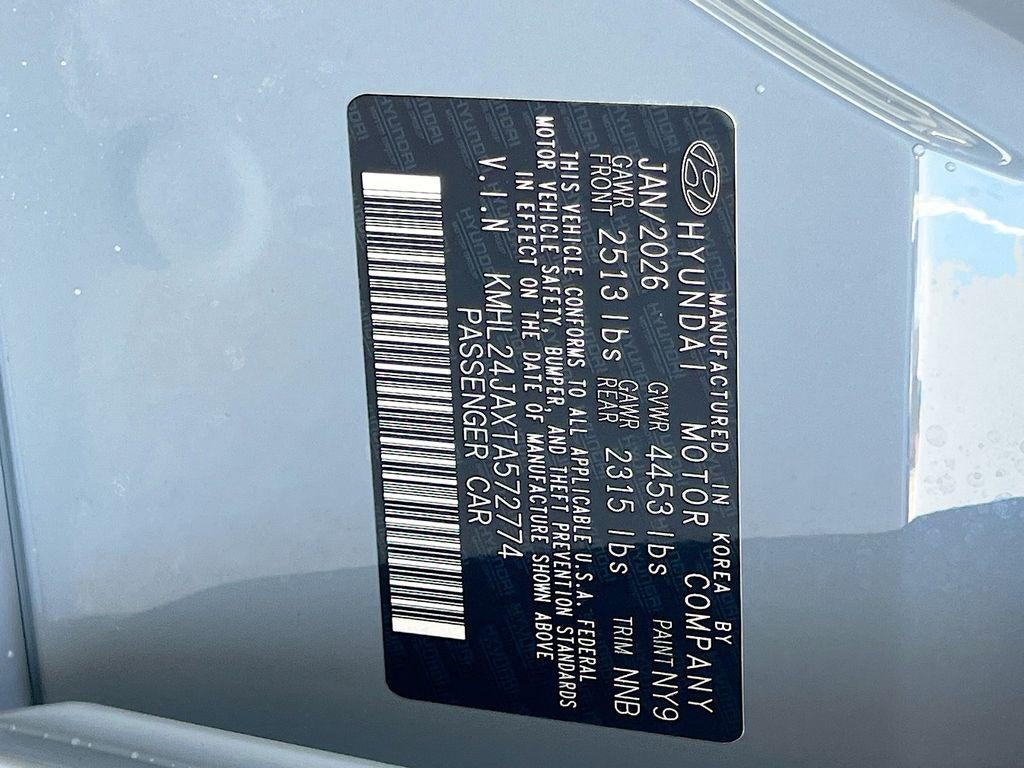 MANUFACTURED IN KOREA BY
HYUNDAI MOTOR COMPANY
JAN/2026 GVWR 4453 lbs PAINT NY9
GAWR FRONT 2513 lbs GAWR REAR 2315 lbs TRIM NNB
THIS VEHICLE CONFORMS TO ALL APPLICABLE U.S.A. FEDERAL
MOTOR VEHICLE SAFETY, BUMPER, AND THEFT PREVENTION STANDARDS
IN EFFECT ON THE DATE OF MANUFACTURE SHOWN ABOVE
V.I.N KMHL24JAXTA572774
PASSENGER CAR